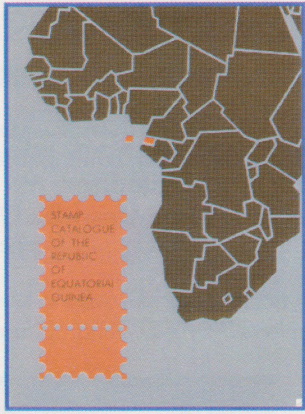 STAMP
CATALOGUE
OF THE
REPUBLIC
OF
EQUATORIAL
GUINEA